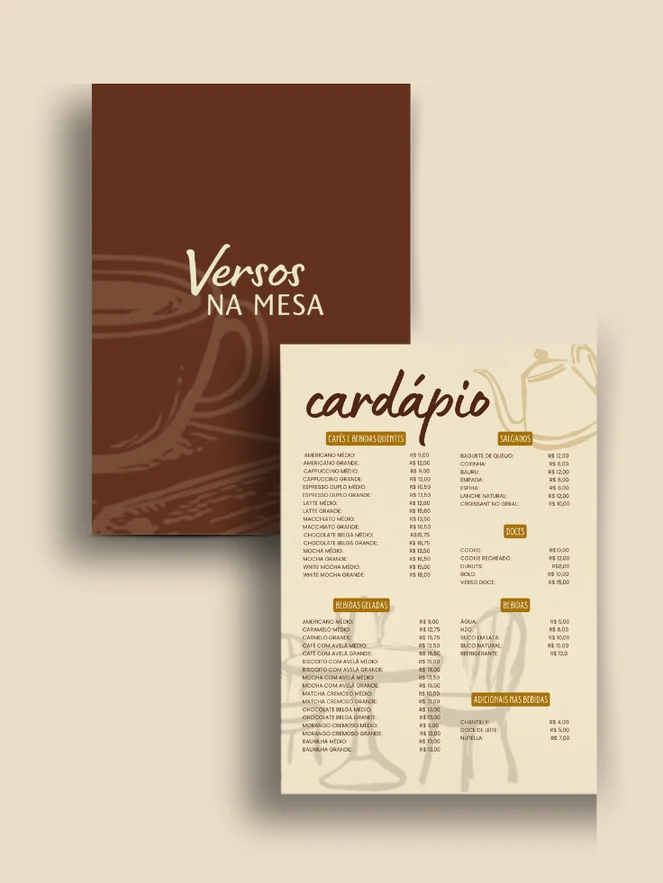 Versos
NA MESA
cardápio
CAFÉS E BEBIDAS QUENTES
AMERICANO MÉDIO: R$ 9,00
AMERICANO GRANDE: R$ 12,00
CAPPUCCINO MÉDIO: R$ 9,00
CAPPUCCINO GRANDE: R$ 12,00
ESPRESSO DUPLO MÉDIO: R$ 10,50
ESPRESSO DUPLO GRANDE: R$ 13,50
LATTE MÉDIO: R$ 12,60
LATTE GRANDE: R$ 15,60
MACCHIATO MÉDIO: R$ 13,50
MACCHIATO GRANDE: R$ 16,50
CHOCOLATE BELGA MÉDIO: R$15,75
CHOCOLATE BELGA GRANDE: R$ 18,75
MOCHA MÉDIO: R$ 13,50
MOCHA GRANDE: R$ 16,50
WHITE MOCHA MÉDIO: R$ 15,00
WHITE MOCHA GRANDE: R$ 18,00
BEBIDAS GELADAS
AMERICANO MÉDIO: R$ 9,00
CARAMELO MÉDIO: R$ 12,75
CARMELO GRANDE: R$ 15,75
CAFÉ COM AVELÃ MÉDIO: R$ 13,50
CAFÉ COM AVELÃ GRANDE: R$ 16,50
BISCOITO COM AVELÃ MÉDIO: R$ 15,00
BISCOITO COM AVELÃ GRANDE: R$ 18,00
MOCHA COM AVELÃ MÉDIO: R$ 13,50
MOCHA COM AVELÃ GRANDE: R$ 16,50
MATCHA CREMOSO MÉDIO: R$ 10,00
MATCHA CREMOSO GRANDE: R$ 13,00
CHOCOLATE BELGA MÉDIO: R$ 10,00
CHOCOLATE BELGA GRANDE: R$ 13,00
MORANGO CREMOSO MÉDIO: R$ 9,00
MORANGO CREMOSO GRANDE: R$ 12,00
BAUNILHA MÉDIO: R$ 10,00
BAUNILHA GRANDE: R$ 13,00
SALGADOS
BAGUETE DE QUEIJO: R$ 12,00
COXINHA: R$ 8,00
BAURU: R$ 12,00
EMPADA: R$ 8,00
ESFIHA: R$ 8,00
LANCHE NATURAL: R$ 12,00
CROISSANT NO GERAL: R$ 10,00
DOCES
COOKIE: R$10,00
COOKIE RECHEADO: R$ 12,00
DUNUTS: R$8,00
BOLO: R$ 10,00
VERSO DOCE: R$ 15,00
BEBIDAS
ÁGUA: R$ 5,00
H2O: R$ 8,00
SUCO EM LATA: R$ 10,00
SUCO NATURAL: R$ 15,00
REFRIGERANTE: R$ 12,0
ADICIONAIS NAS BEBIDAS
CHANTILLY: R$ 4,00
DOCE DE LEITE: R$ 5,00
NUTELLA: R$ 7,00